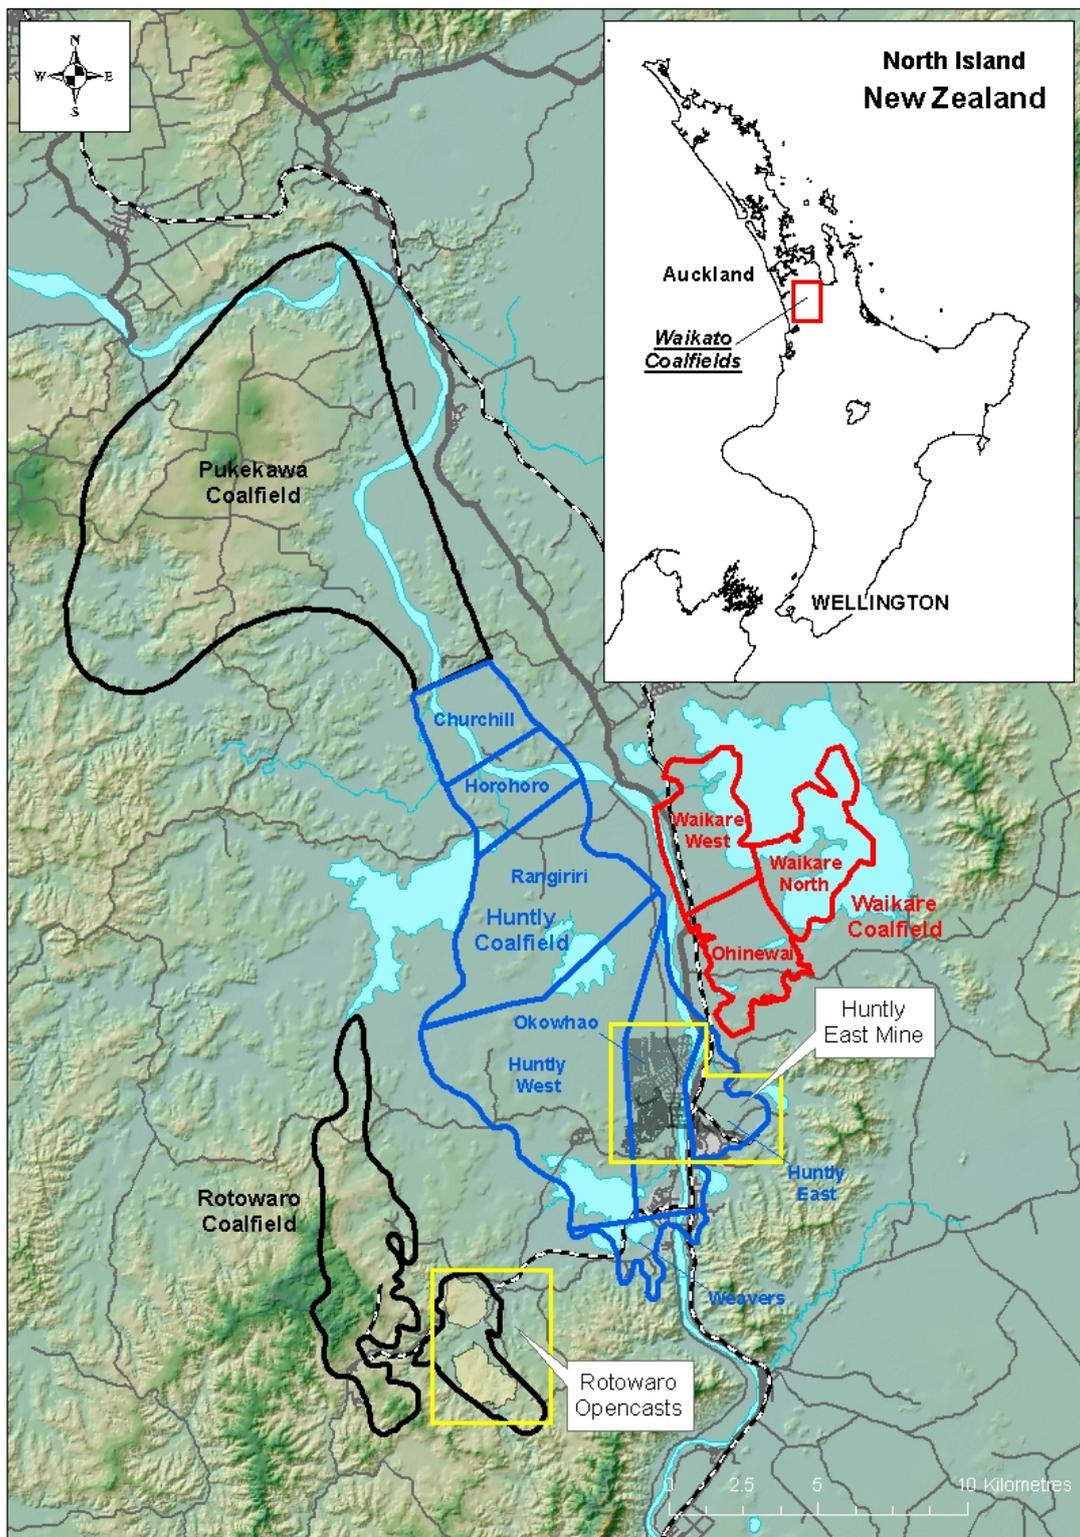 N
W E
S
North Island
New Zealand
Auckland
Waikato
Coalfields
WELLINGTON
Pukekawa
Coalfield
Churchill
Horohoro
Waikare
West
Waikare
North
Rangiriri
Huntly
Coalfield
Waikare
Coalfield
Ohinewai
Okowhao
Huntly
East Mine
Huntly
West
Huntly
East
Rotowaro
Coalfield
Weavers
Rotowaro
Opencasts
0 2.5 5 10 Kilometres